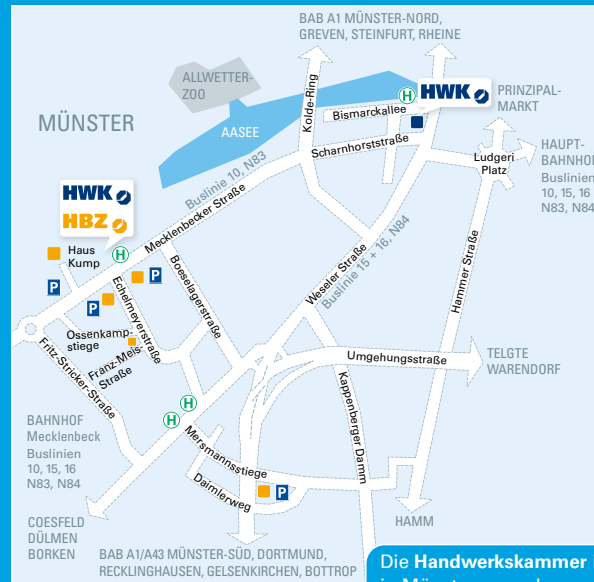 BAB A1 MÜNSTER-NORD,
GREVEN, STEINFURT, RHEINE
ALLWETTER-
ZOO
MÜNSTER
AASEE
Kolde-Ring
H
HWK
Bismarckallee
PRINZIPAL-
MARKT
Scharnhorststraße
Ludgeri
Platz
HAUPT-
BAHNHOF
Buslinien
10, 15, 16
N83, N84
Buslinie 10, N83
Mecklenbecker Straße
HWK
HBZ
H
Haus
Kump
P
P
P
Boeselagerstraße
Echelmeyerstraße
Weseler Straße
Buslinie 15 + 16, N84
Hammer Straße
Ossenkamp-
stiege
Franz-Meis-
Straße
Fritz-Stricker-Straße
Umgehungsstraße
TELGTE
WARENDORF
Kappenberger Damm
H
H
BAHNHOF
Mecklenbeck
Buslinien
10, 15, 16
N83, N84
Mersmannsstiege
Daimlerweg
P
COESFELD
DÜLMEN
BORKEN
HAMM
BAB A1/A43 MÜNSTER-SÜD, DORTMUND,
RECKLINGHAUSEN, GELSENKIRCHEN, BOTTROP
Die Handwerkskammer